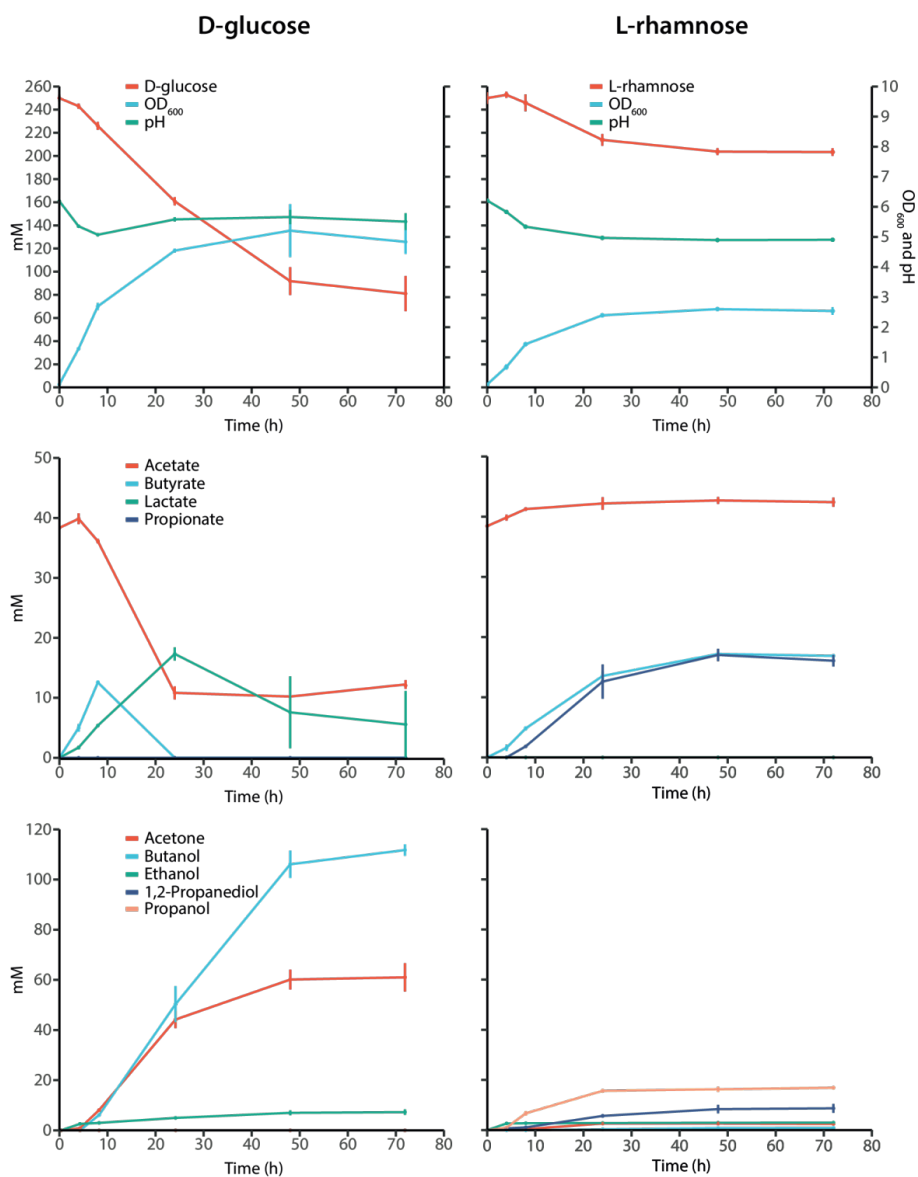 D-glucose
L-rhamnose
D-glucose
OD600
pH
260
240
220
200
180
160
140
120
100
80
60
40
20
0
mM
0 10 20 30 40 50 60 70 80
Time (h)
L-rhamnose
OD600
pH
10
9
8
7
6
5
4
3
2
1
0
OD600 and pH
0 10 20 30 40 50 60 70 80
Time (h)
Acetate
Butyrate
Lactate
Propionate
50
40
30
20
10
0
mM
0 10 20 30 40 50 60 70 80
Time (h)
0 10 20 30 40 50 60 70 80
Time (h)
Acetone
Butanol
Ethanol
1,2-Propanediol
Propanol
120
100
80
60
40
20
0
mM
0 10 20 30 40 50 60 70 80
Time (h)
0 10 20 30 40 50 60 70 80
Time (h)